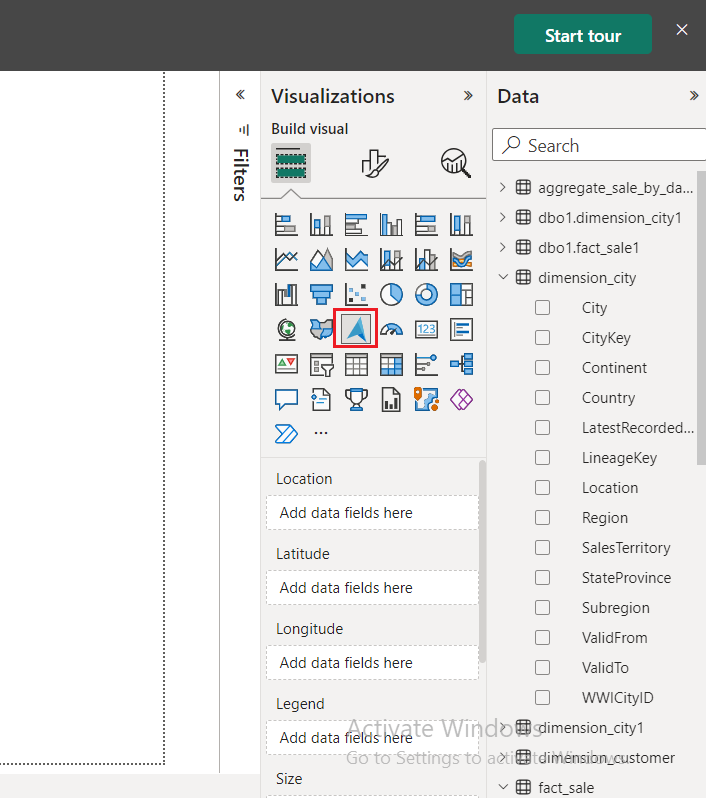 Start tour
Filters
Visualizations
Build visual
123
Location
Add data fields here
Latitude
Add data fields here
Longitude
Add data fields here
Legend
Add data fields here
Size
Data
Search
aggregate_sale_by_da...
dbo1.dimension_city1
dbo1.fact_sale1
dimension_city
City
CityKey
Continent
Country
LatestRecorded...
LineageKey
Location
Region
SalesTerritory
StateProvince
Subregion
ValidFrom
ValidTo
WWICityID
dimension_city1
dimension_customer
fact_sale
Activate Windows
Go to Settings to activate Windows.